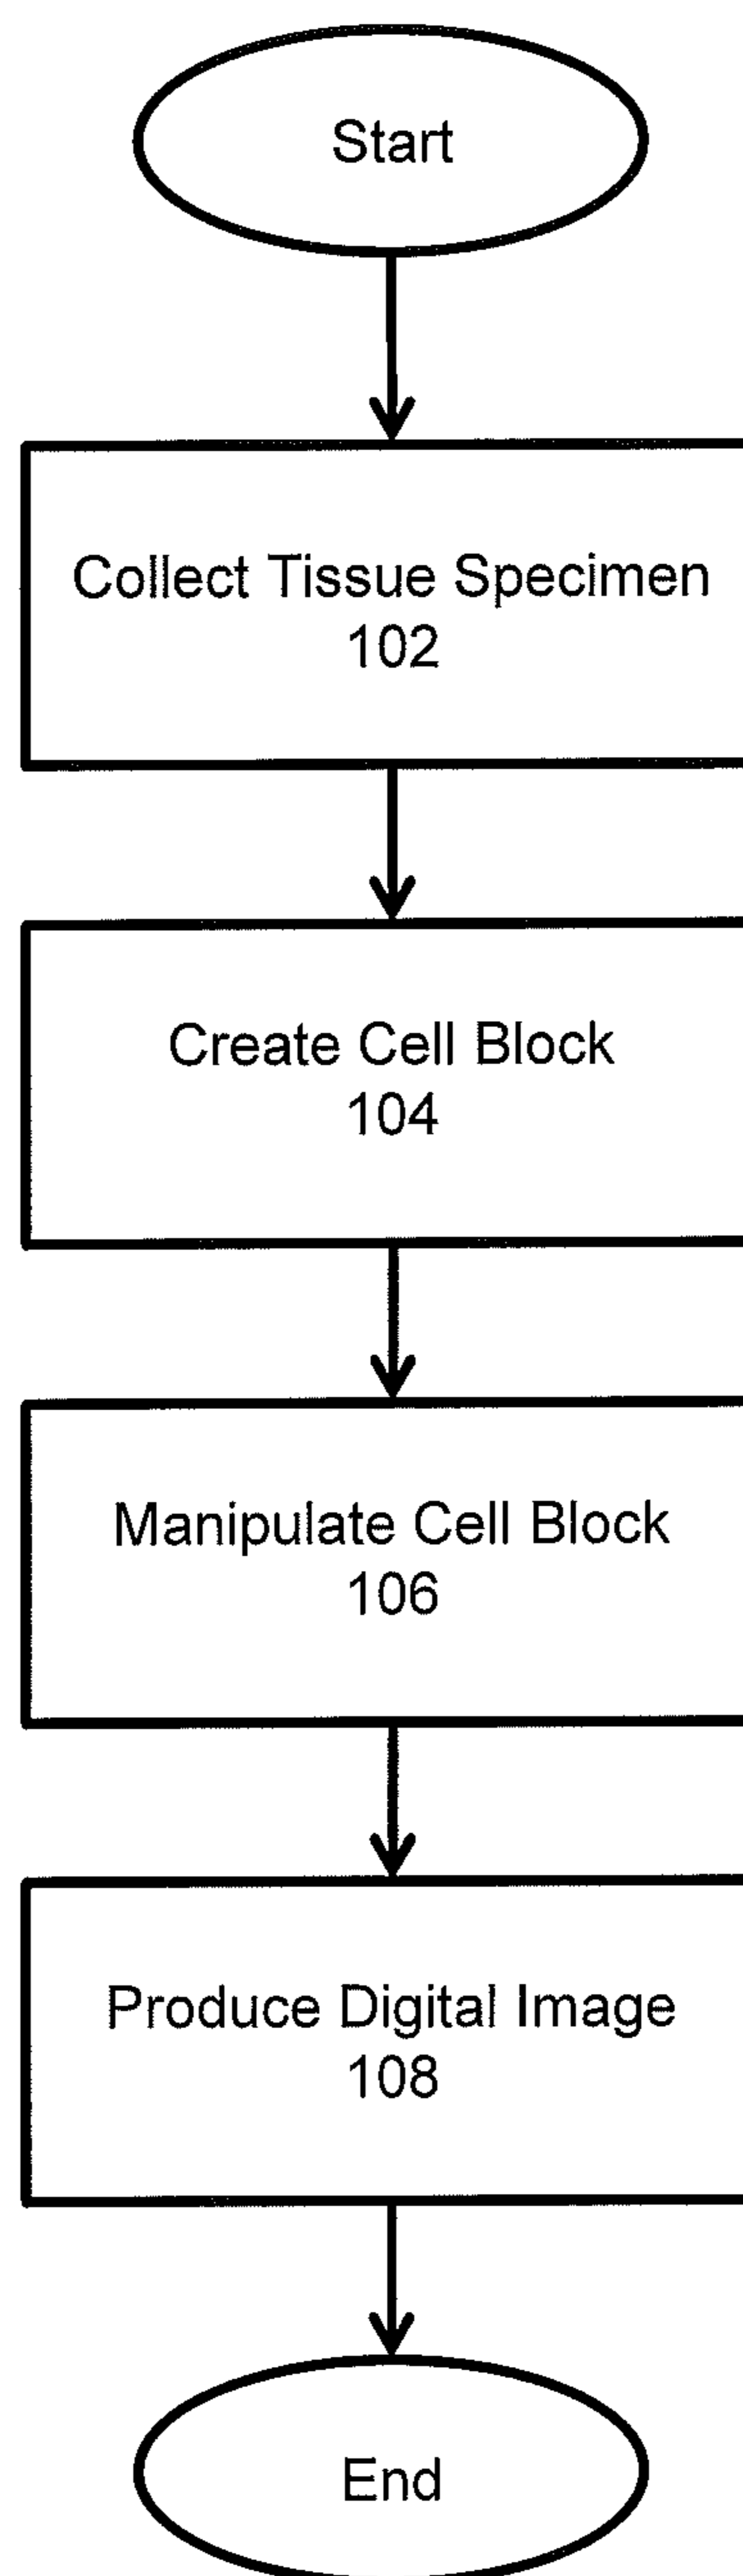 Start
Collect Tissue Specimen
102
Create Cell Block
104
Manipulate Cell Block
106
Produce Digital Image
108
End